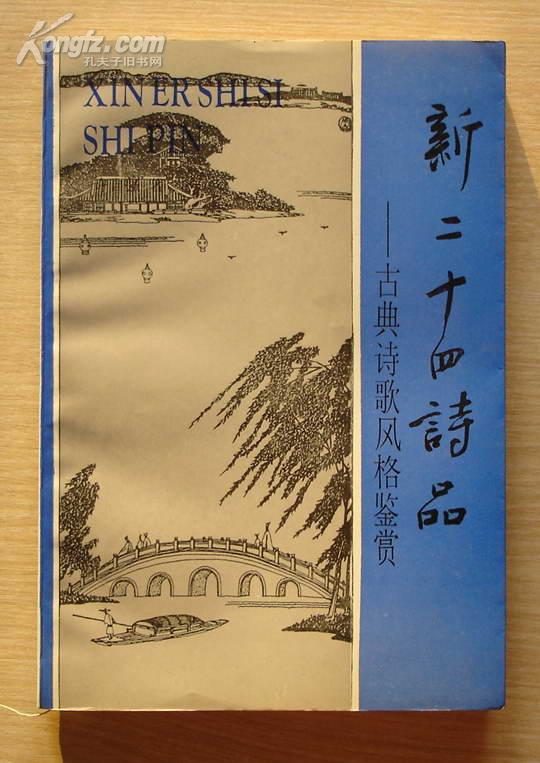 Kongfz.com
孔夫子旧书网
XIN ER SHI SI
SHI PIN
新二十四詩品
——古典诗歌风格鉴赏